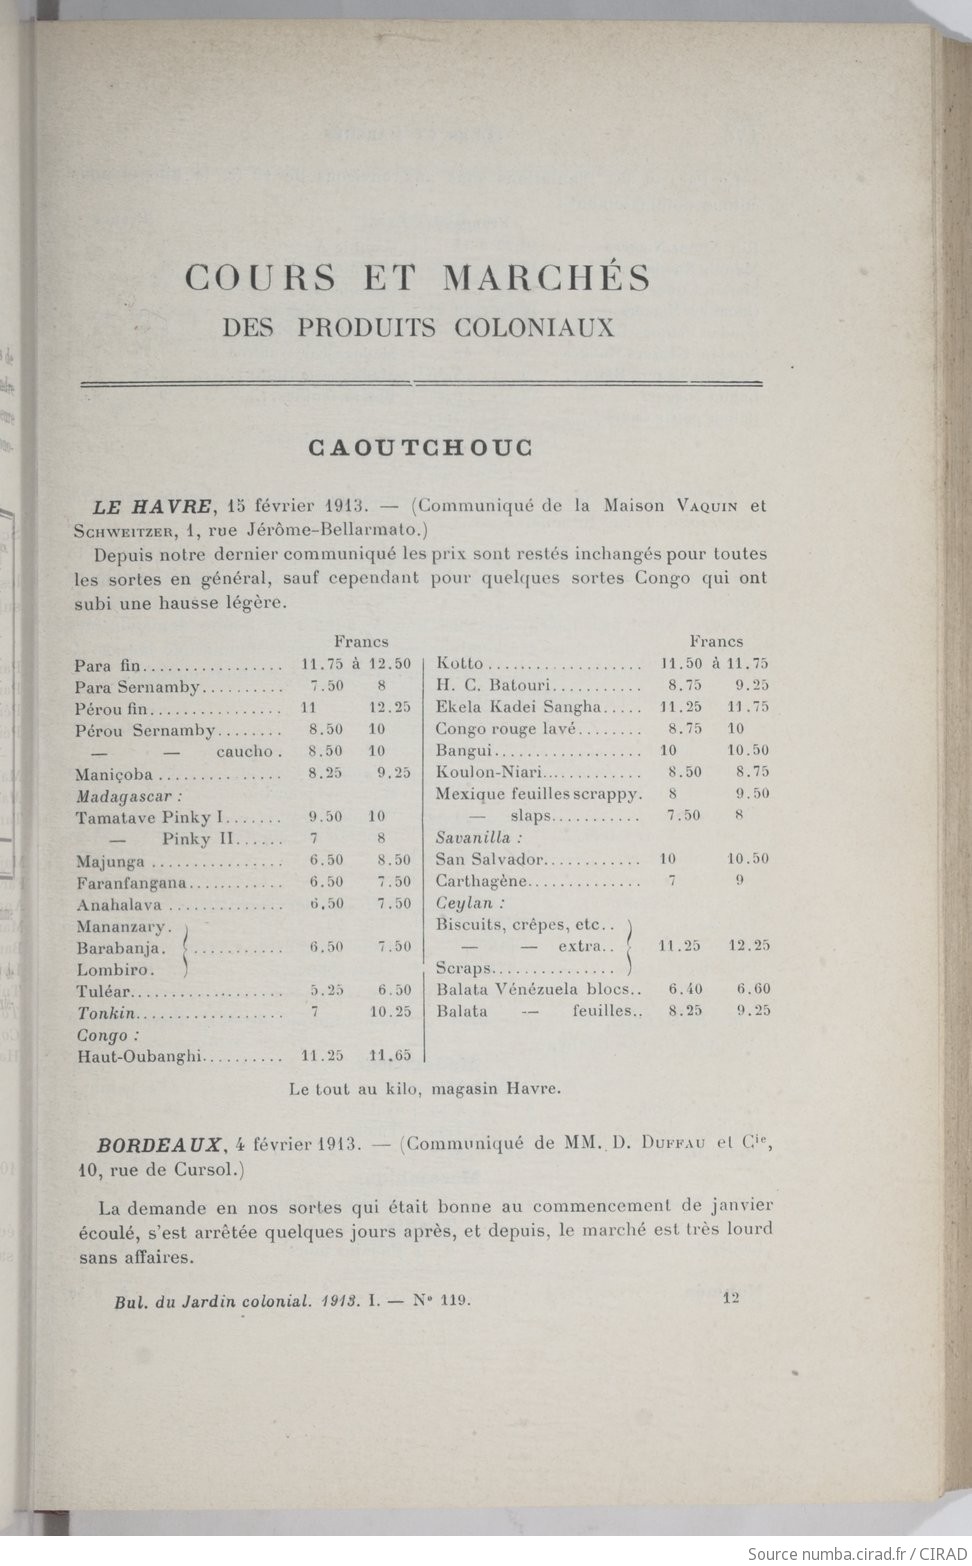 COURS ET MARCHÉS
DES PRODUITS COLONIAUX
CAOUTCHOUC
LE HAVRE, 15 février 1913. — (Communiqué de la Maison VAQUIN et
SCHWEITZER, 1, rue Jérôme-Bellarmato.)
Depuis notre dernier communiqué les prix sont restés inchangés pour toutes
les sortes en général, sauf cependant pour quelques sortes Congo qui ont
subi une hausse légère.
Francs
Para fin................. 11.75 à 12.50
Para Sernamby.......... 7.50 8
Pérou fin................ 11 12.25
Pérou Sernamby........ 8.50 10
— — caucho. 8.50 10
Maniçoba............... 8.25 9.25
Madagascar :
Tamatave Pinky I....... 9.50 10
— Pinky II...... 7 8
Majunga................ 6.50 8.50
Faranfangana............ 6.50 7.50
Anahalava.............. 6.50 7.50
Mananzary.
Barabanja. } ........... 6.50 7.50
Lombiro.
Tuléar................... 5.25 6.50
Tonkin.................. 7 10.25
Congo :
Haut-Oubanghi.......... 11.25 11.65
Francs
Kotto................... 11.50 à 11.75
H. C. Batouri........... 8.75 9.25
Ekela Kadei Sangha..... 11.25 11.75
Congo rouge lavé........ 8.75 10
Bangui.................. 10 10.50
Koulon-Niari............ 8.50 8.75
Mexique feuilles scrappy. 8 9.50
— slaps........... 7.50 8
Savanilla :
San Salvador............ 10 10.50
Carthagène.............. 7 9
Ceylan :
Biscuits, crêpes, etc..
— — extra.. } 11.25 12.25
Scraps...............
Balata Vénézuela blocs.. 6.40 6.60
Balata — feuilles.. 8.25 9.25
Le tout au kilo, magasin Havre.
BORDEAUX, 4 février 1913. — (Communiqué de MM. D. DUFFAU et Cie,
10, rue de Cursol.)
La demande en nos sortes qui était bonne au commencement de janvier
écoulé, s'est arrêtée quelques jours après, et depuis, le marché est très lourd
sans affaires.
Bul. du Jardin colonial. 1913. I. — N° 119. 12
Source numba.cirad.fr / CIRAD